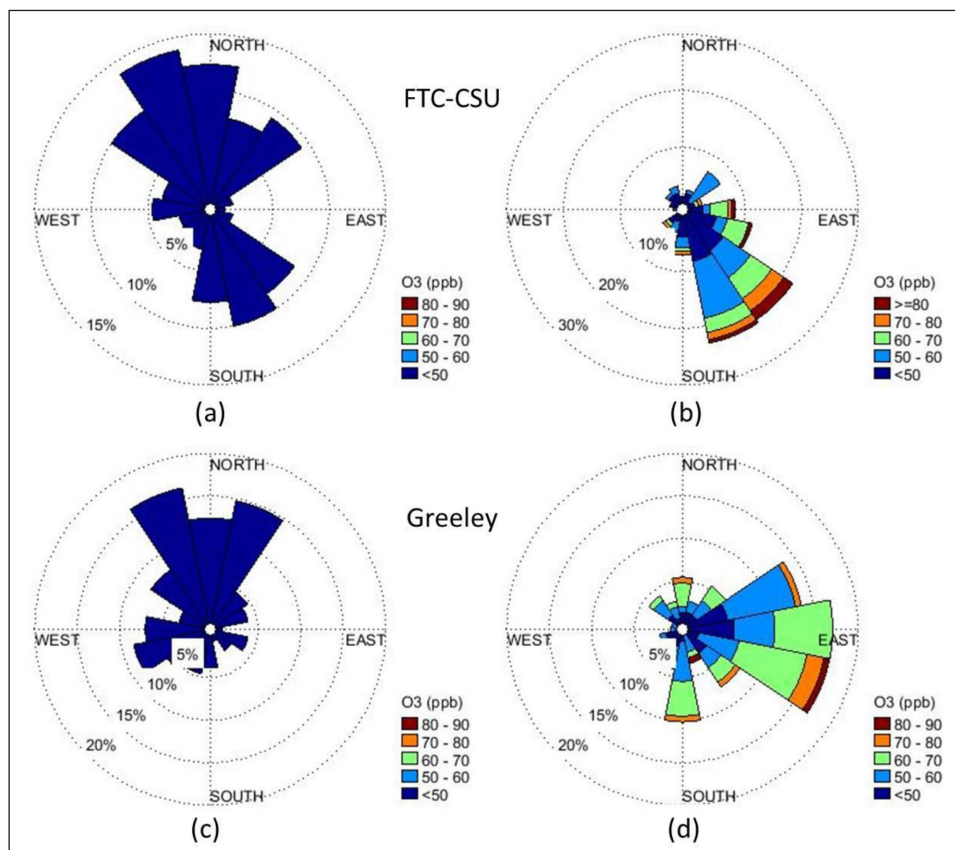 NORTH
WEST
EAST
SOUTH
5%
10%
15%
O3 (ppb)
80 - 90
70 - 80
60 - 70
50 - 60
<50
(a)
FTC-CSU
NORTH
EAST
SOUTH
10%
20%
30%
O3 (ppb)
>=80
70 - 80
60 - 70
50 - 60
<50
(b)
NORTH
WEST
EAST
SOUTH
5%
10%
15%
20%
O3 (ppb)
80 - 90
70 - 80
60 - 70
50 - 60
<50
(c)
Greeley
NORTH
WEST
EAST
SOUTH
5%
10%
15%
20%
O3 (ppb)
80 - 90
70 - 80
60 - 70
50 - 60
<50
(d)